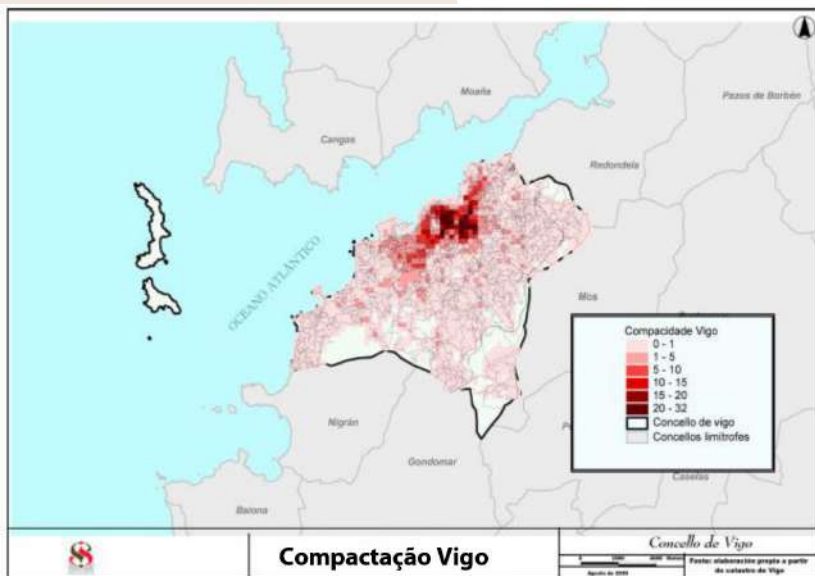 Moaña
Pazos de Borbén
Cangas
Redondela
OCEANO ATLÁNTICO
Mos
Compacidade Vigo
0 - 1
1 - 5
5 - 10
10 - 15
15 - 20
20 - 32
Concello de vigo
Concellos limítrofes
Nigrán
Gondomar
Caselas
Baiona
Compactação Vigo
Concello de Vigo
Fonte: elaboración propia a partir
de catastro de Vigo